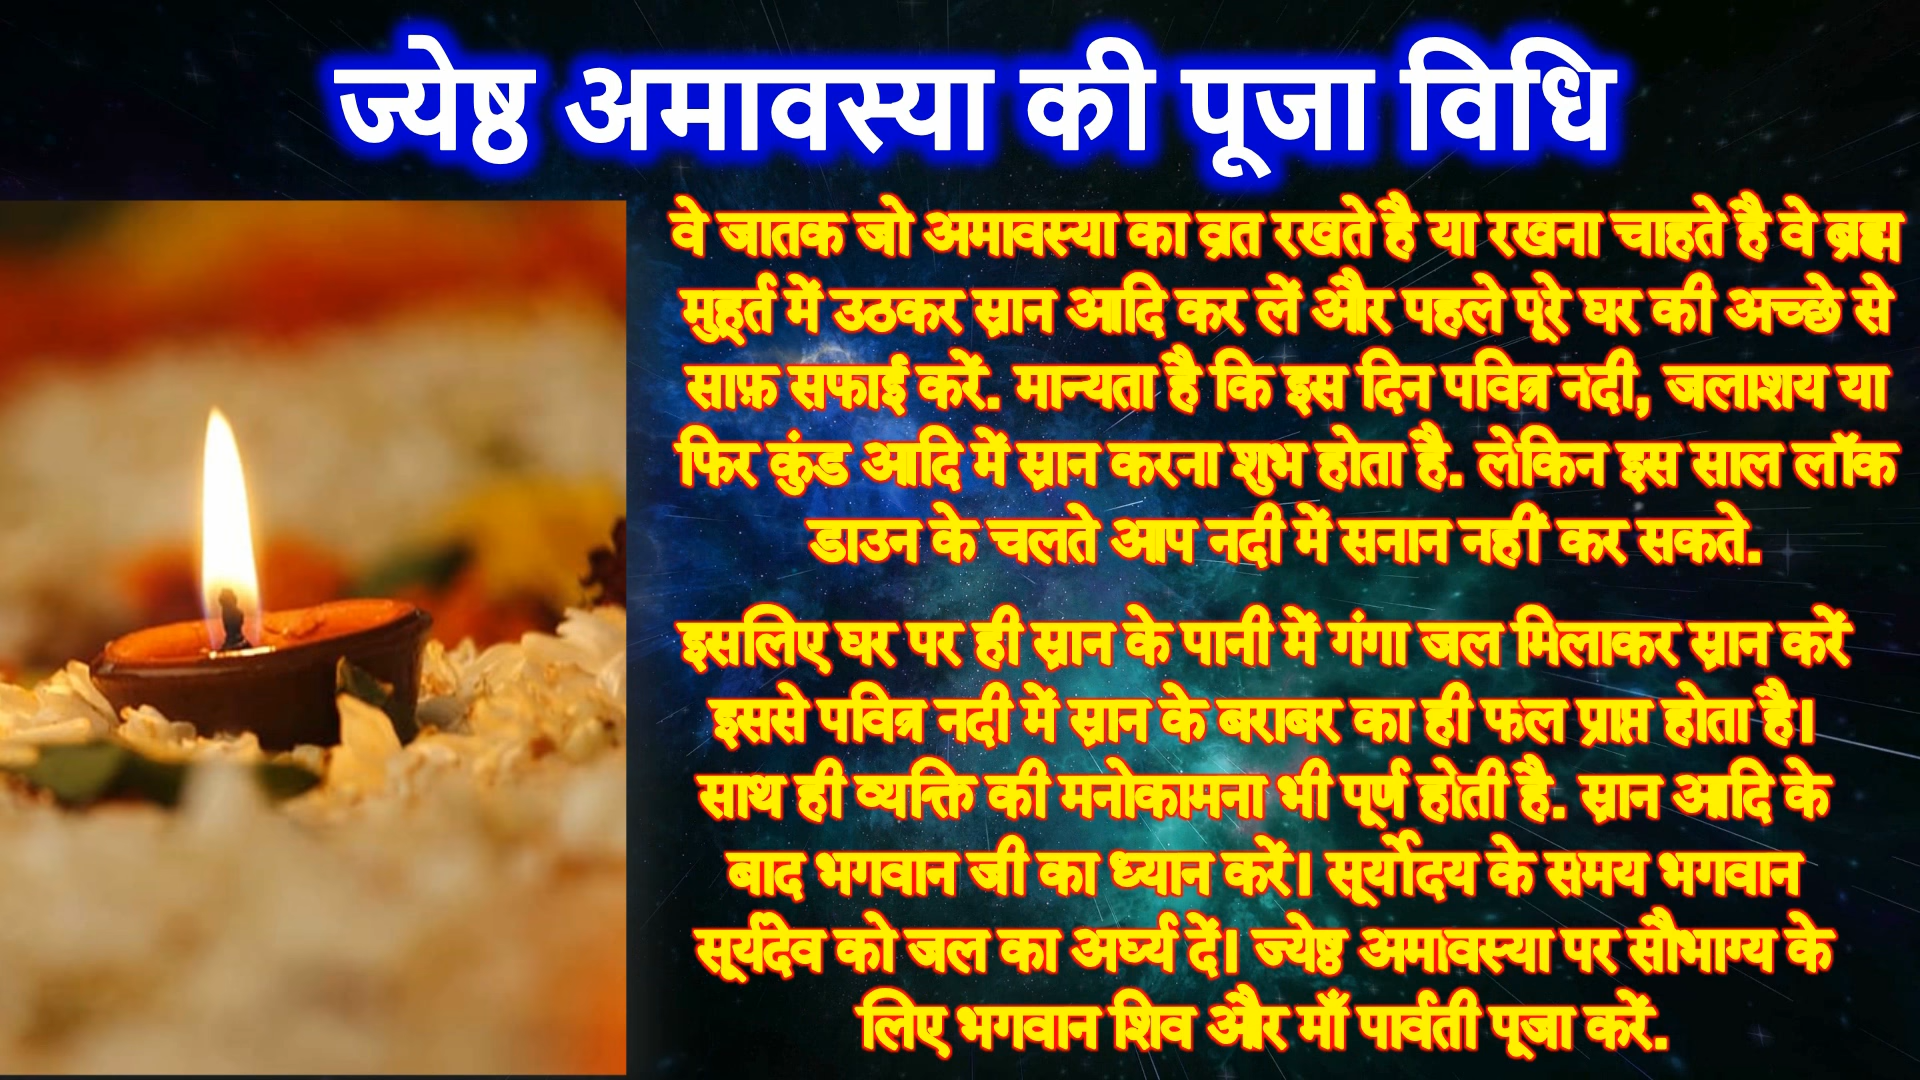 ज्येष्ठ अमावस्या की पूजा विधि
वे जातक जो अमावस्या का व्रत रखते है या रखना चाहते है वे ब्रह्म
मुहूर्त में उठकर स्नान आदि कर लें और पहले पूरे घर की अच्छे से
साफ़ सफाई करें. मान्यता है कि इस दिन पवित्र नदी, जलाशय या
फिर कुंड आदि में स्नान करना शुभ होता है. लेकिन इस साल लॉक
डाउन के चलते आप नदी में सनान नहीं कर सकते.
इसलिए घर पर ही स्नान के पानी में गंगा जल मिलाकर स्नान करें
इससे पवित्र नदी में स्नान के बराबर का ही फल प्राप्त होता है।
साथ ही व्यक्ति की मनोकामना भी पूर्ण होती है. स्नान आदि के
बाद भगवान जी का ध्यान करें। सूर्योदय के समय भगवान
सूर्यदेव को जल का अर्घ्य दें। ज्येष्ठ अमावस्या पर सौभाग्य के
लिए भगवान शिव और माँ पार्वती पूजा करें.